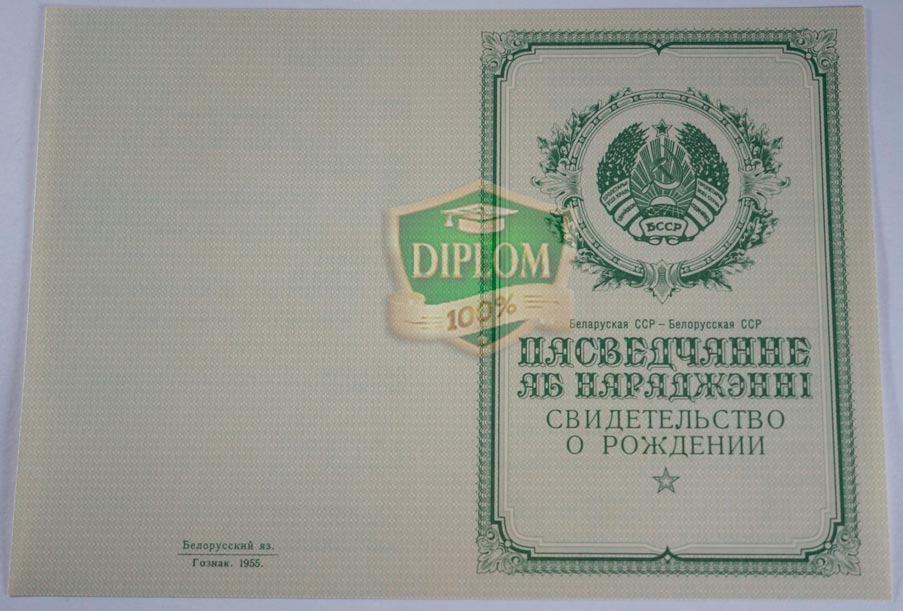 БССР
DIPLOM
100%
Беларуская ССР – Белорусская ССР
ПАСВЕДЧАННЕ
АБ НАРАДЖЭННІ
СВИДЕТЕЛЬСТВО
О РОЖДЕНИИ
Белорусский яз.
Гознак. 1955.